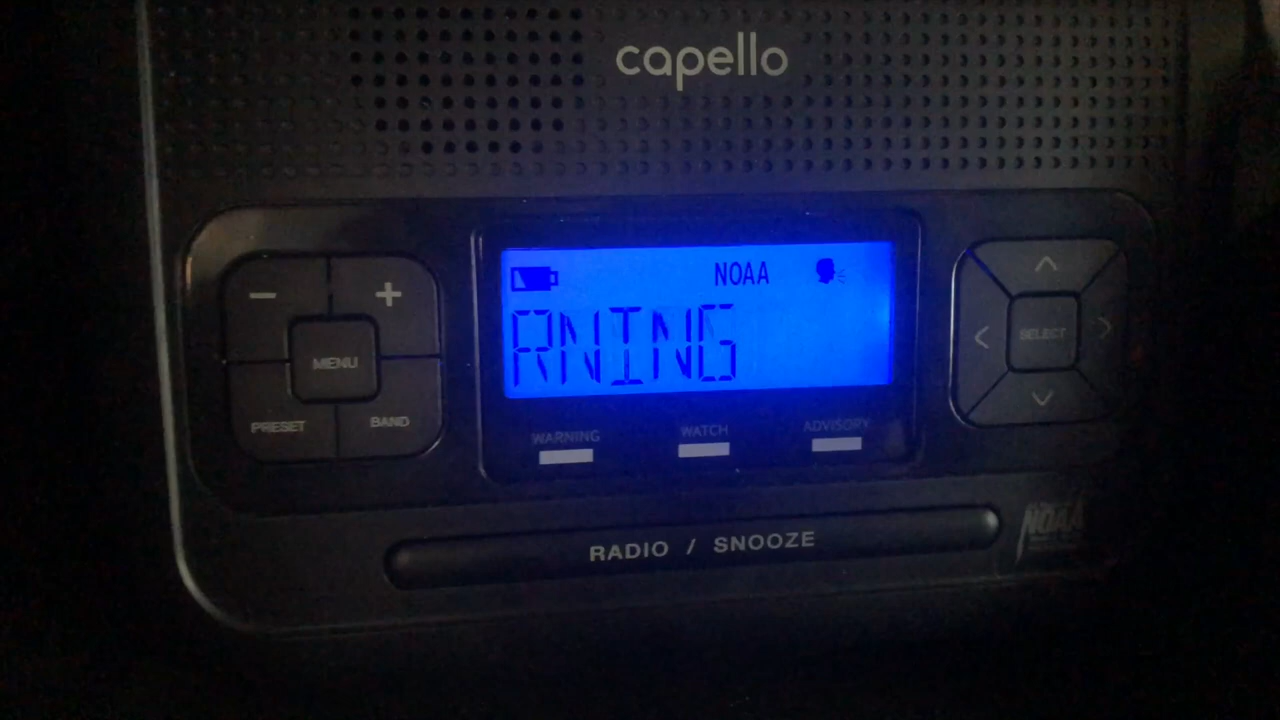 capello
NOAA
RNING
− +
MENU
PRESET BAND
SELECT
WARNING WATCH ADVISORY
RADIO / SNOOZE
NOAA